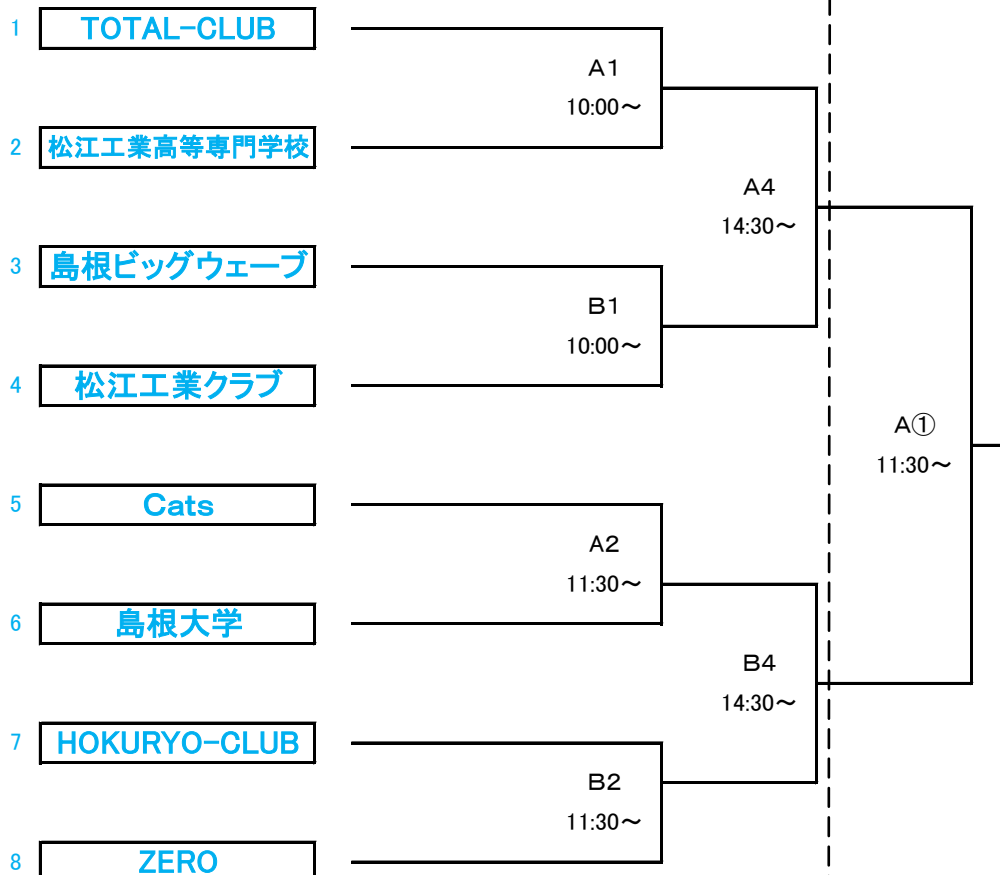 1 TOTAL-CLUB
A1
10:00～
2 松江工業高等専門学校
A4
14:30～
3 島根ビッグウェーブ
B1
10:00～
4 松江工業クラブ
A①
11:30～
5 Cats
A2
11:30～
6 島根大学
B4
14:30～
7 HOKURYO-CLUB
B2
11:30～
8 ZERO